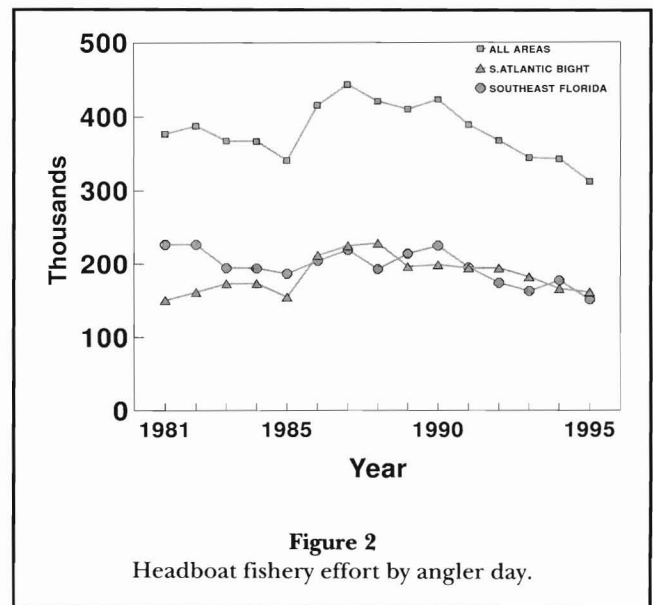 500
400
300
200
100
0
Thousands
ALL AREAS
S.ATLANTIC BIGHT
SOUTHEAST FLORIDA
1981 1985 1990 1995
Year
Figure 2
Headboat fishery effort by angler day.